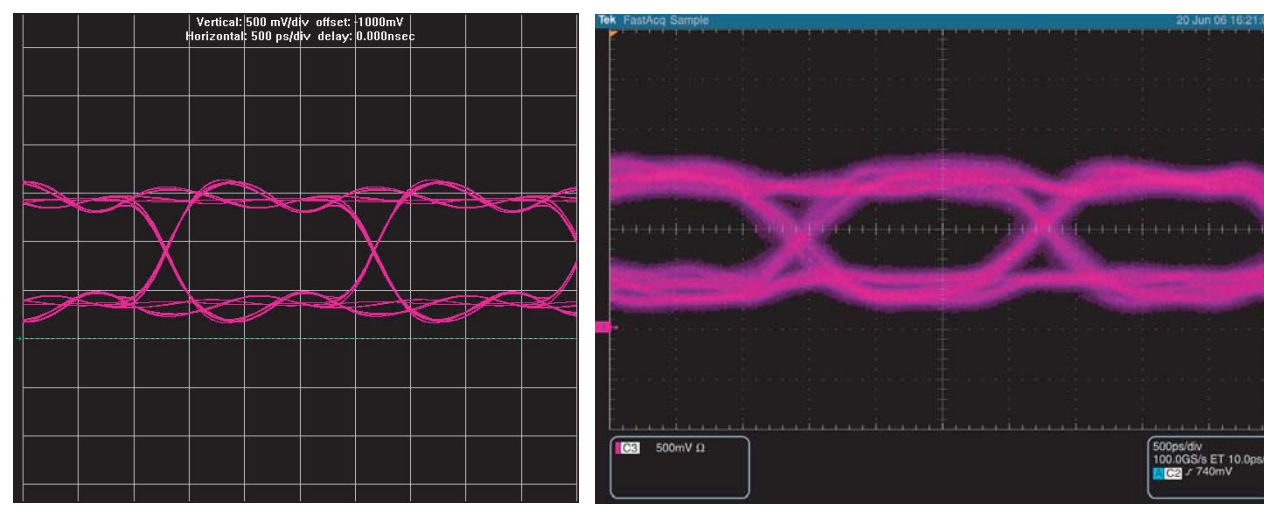 Vertical: 500 mV/div offset: -1000mV
Horizontal: 500 ps/div delay: 0.000nsec
Tek FastAcq Sample
20 Jun 06 16:21:
C3 500mV Ω
500ps/div
100.0GS/s ET 10.0ps/
A C2 ʃ 740mV